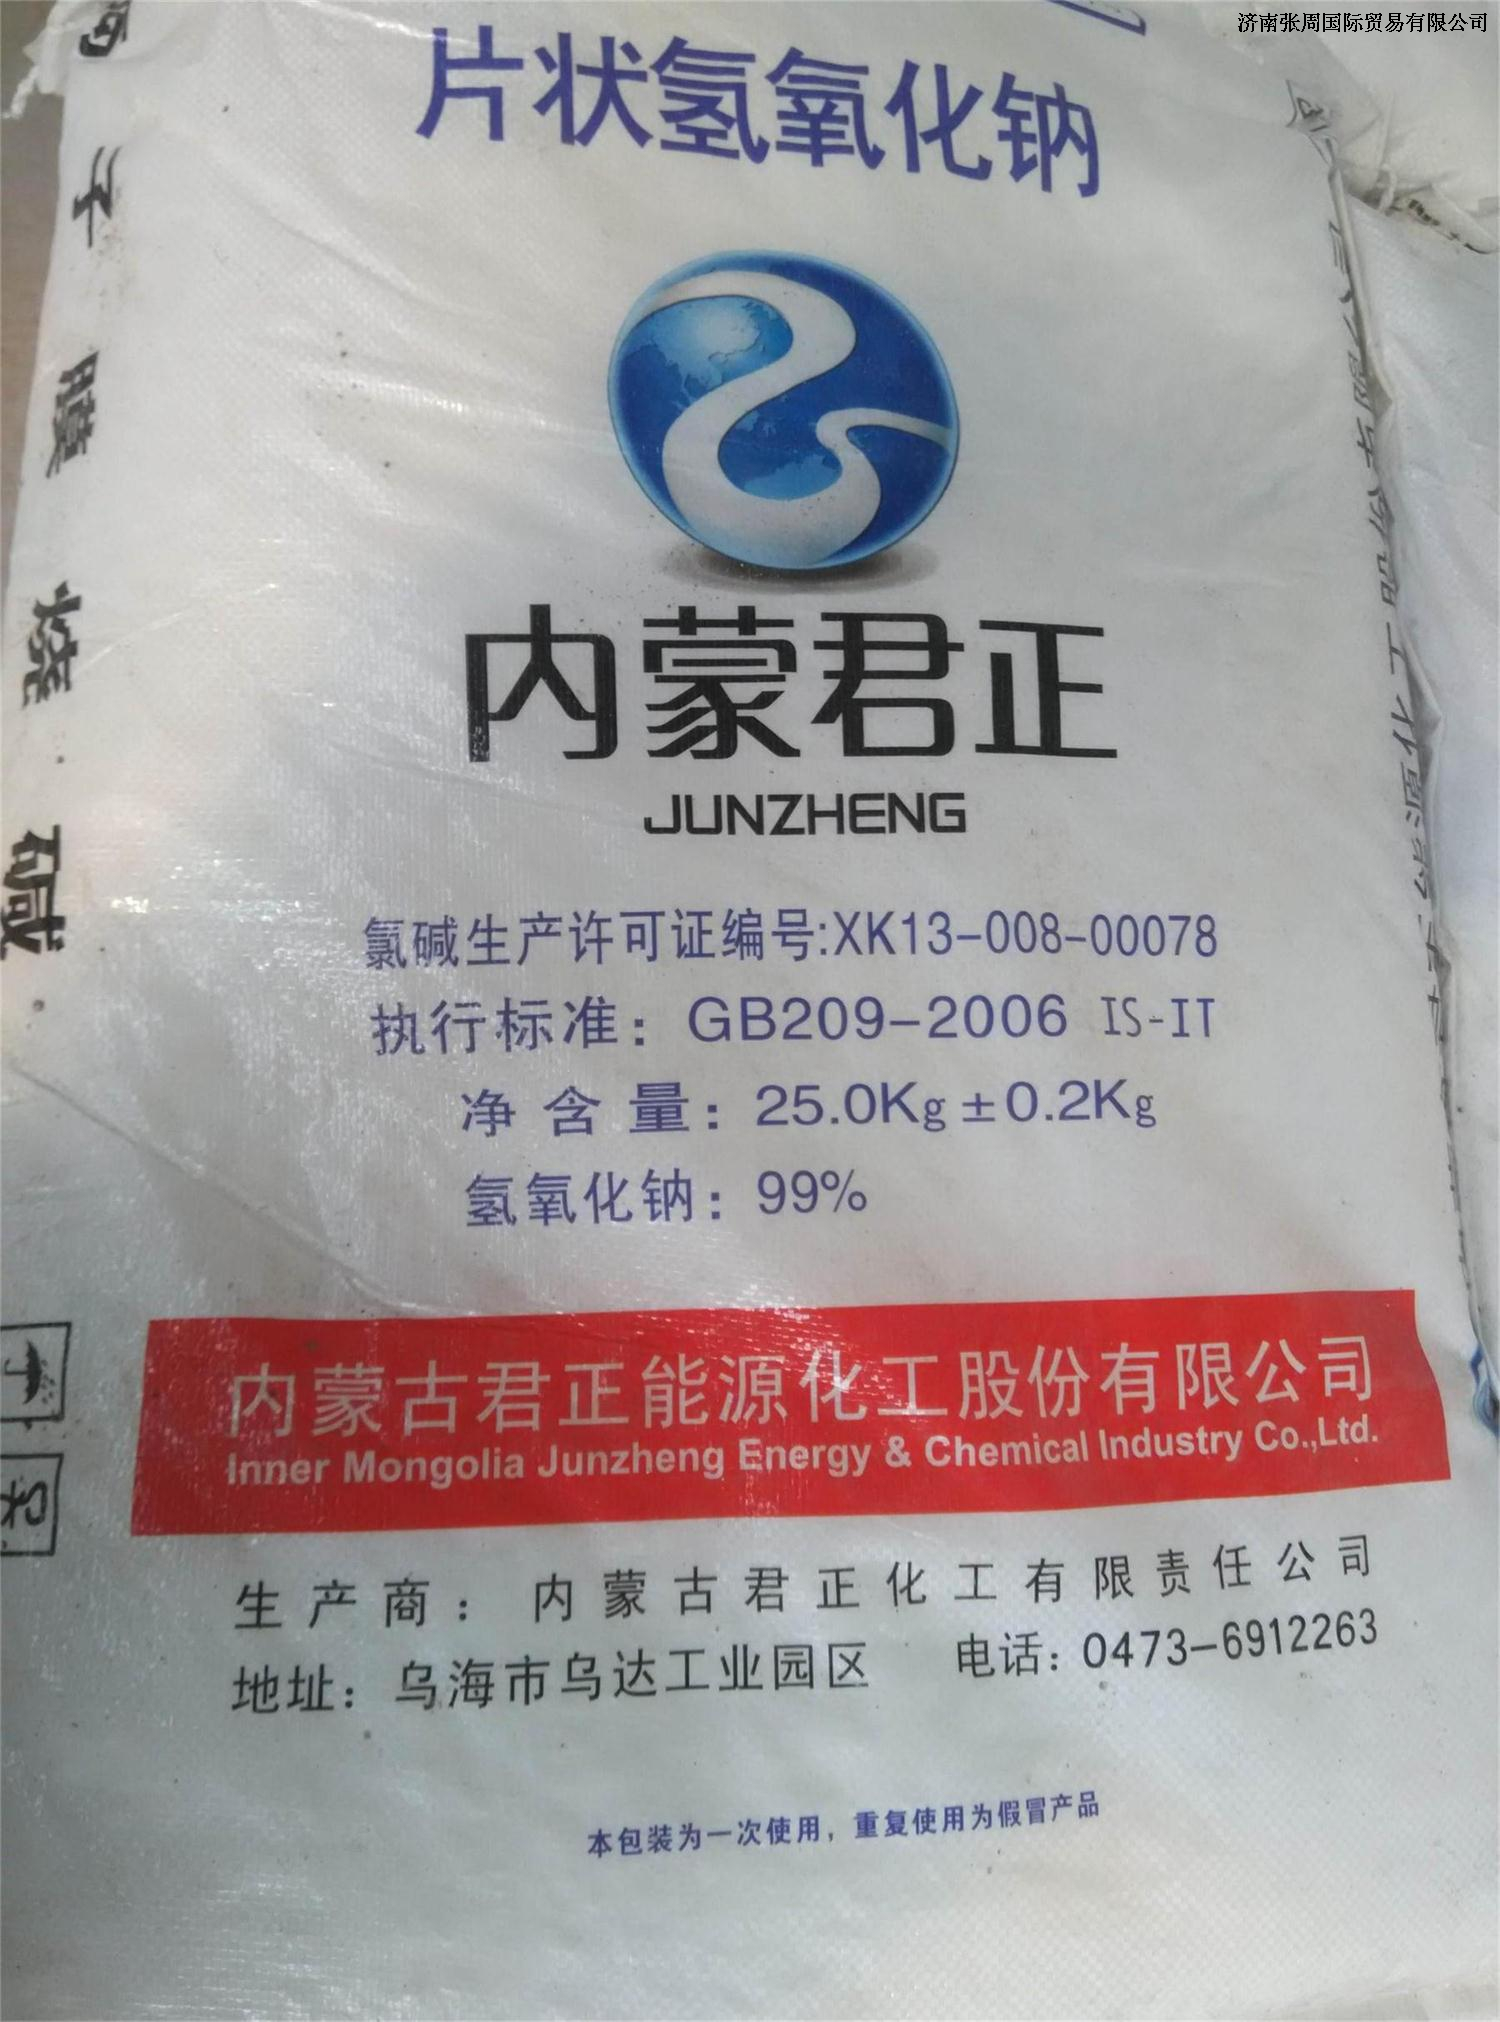 济南张周国际贸易有限公司
片状氢氧化钠
内蒙君正
JUNZHENG
氯碱生产许可证编号:XK13-008-00078
执行标准：GB209-2006 IS-IT
净含量：25.0Kg±0.2Kg
氢氧化钠：99%
内蒙古君正能源化工股份有限公司
Inner Mongolia Junzheng Energy & Chemical Industry Co.,Ltd.
生产商：内蒙古君正化工有限责任公司
地址：乌海市乌达工业园区 电话：0473-6912263
本包装为一次使用，重复使用为假冒产品
子膜烧碱